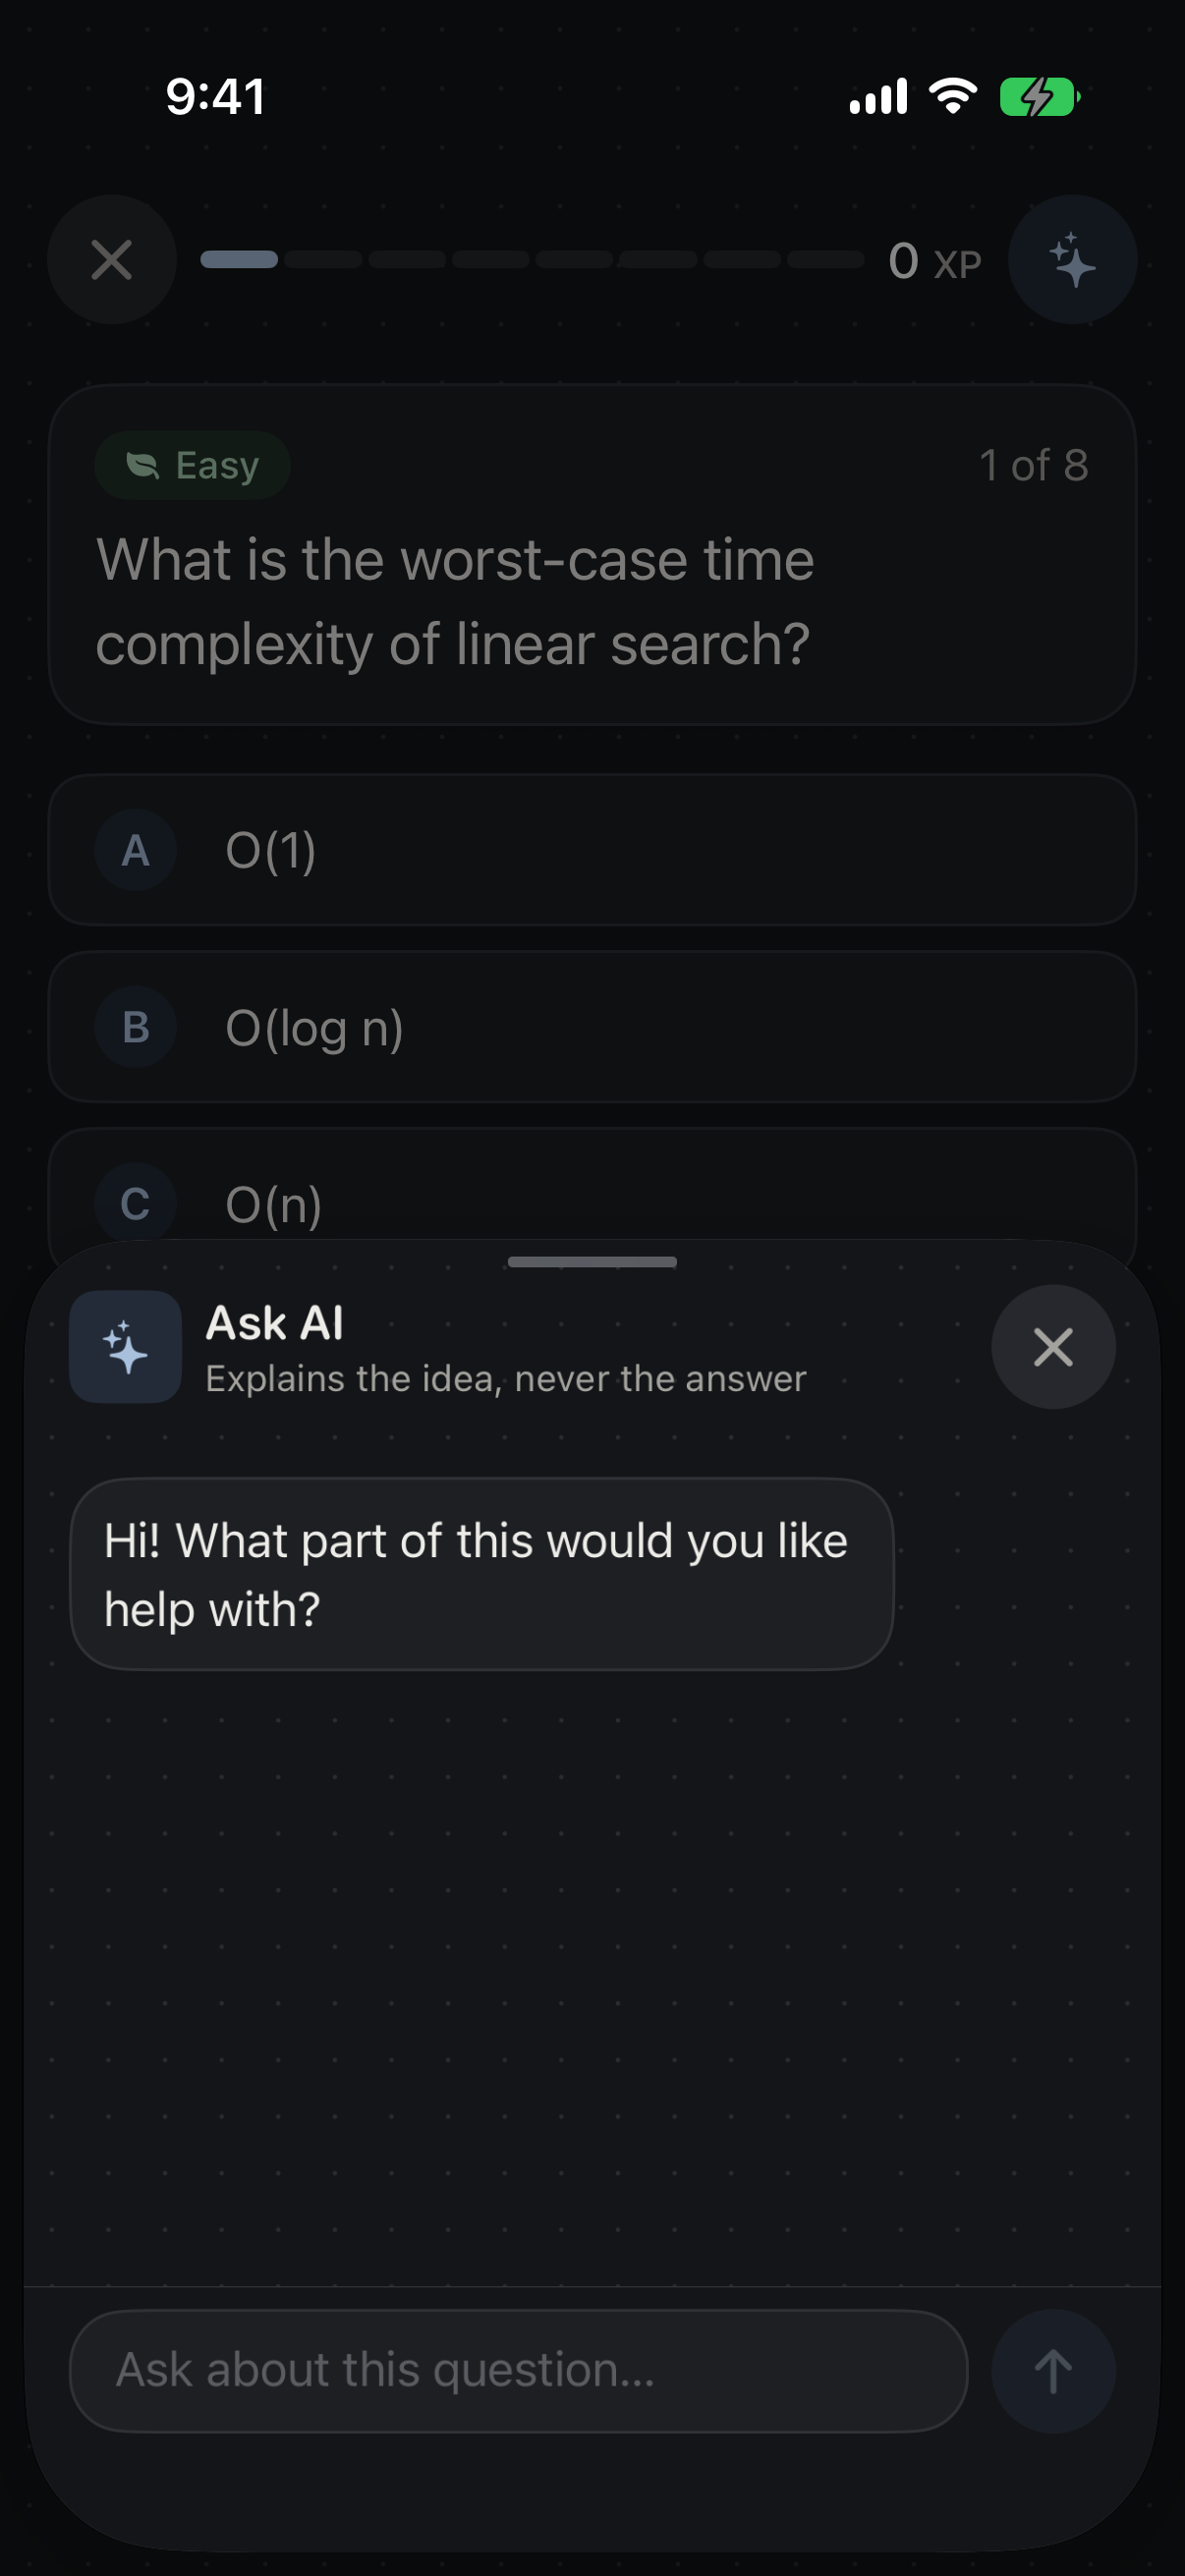 9:41
0 XP
Easy
1 of 8
What is the worst-case time
complexity of linear search?
A O(1)
B O(log n)
C O(n)
Ask AI
Explains the idea, never the answer
Hi! What part of this would you like
help with?
Ask about this question...